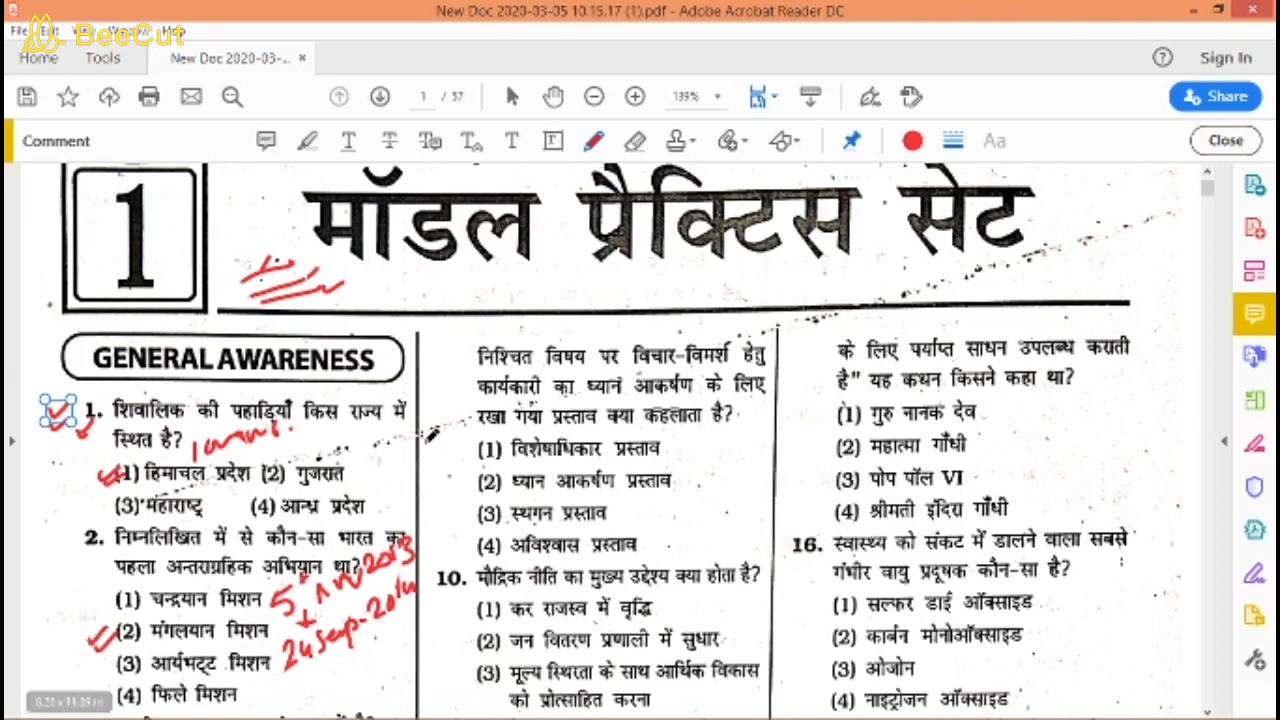 New Doc 2020-03-05 10.15.17 (1).pdf - Adobe Acrobat Reader DC
File Edit View Window Help
BeeCut
Home Tools New Doc 2020-03-... × Sign In
1 / 57 139% Share
Comment Aa Close
1 मॉडल प्रैक्टिस सेट
GENERAL AWARENESS
1. शिवालिक की पहाड़ियाँ किस राज्य में
स्थित है?
(1) हिमाचल प्रदेश (2) गुजरात
(3) महाराष्ट्र (4) आन्ध्र प्रदेश
2. निम्नलिखित में से कौन-सा भारत का
पहला अन्तराग्रहिक अभियान था?
(1) चन्द्रयान मिशन
(2) मंगलयान मिशन
(3) आर्यभट्ट मिशन
(4) फिले मिशन
5 Nov 2013
24 Sep-2014
8.20 x 11.69 in
निश्चित विषय पर विचार-विमर्श हेतु
कार्यकारी का ध्यान आकर्षण के लिए
रखा गया प्रस्ताव क्या कहलाता है?
(1) विशेषाधिकार प्रस्ताव
(2) ध्यान आकर्षण प्रस्ताव
(3) स्थगन प्रस्ताव
(4) अविश्वास प्रस्ताव
10. मौद्रिक नीति का मुख्य उद्देश्य क्या होता है?
(1) कर राजस्व में वृद्धि
(2) जन वितरण प्रणाली में सुधार
(3) मूल्य स्थिरता के साथ आर्थिक विकास
को प्रोत्साहित करना
के लिए पर्याप्त साधन उपलब्ध कराती
है" यह कथन किसने कहा था?
(1) गुरु नानक देव
(2) महात्मा गाँधी
(3) पोप पॉल VI
(4) श्रीमती इंदिरा गाँधी
16. स्वास्थ्य को संकट में डालने वाला सबसे
गंभीर वायु प्रदूषक कौन-सा है?
(1) सल्फर डाई ऑक्साइड
(2) कार्बन मोनोऑक्साइड
(3) ओजोन
(4) नाइट्रोजन ऑक्साइड